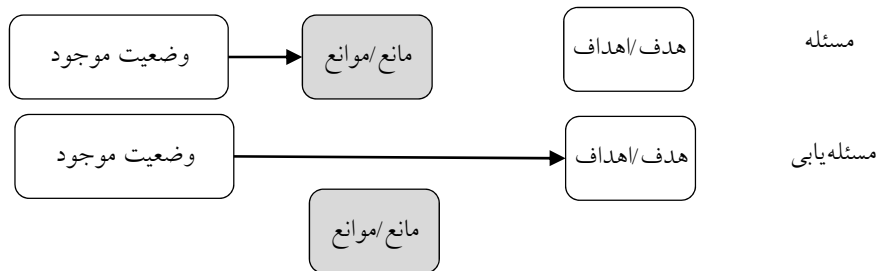 مسئله
هدف/اهداف
مانع/موانع
وضعیت موجود
مسئله‌یابی
هدف/اهداف
وضعیت موجود
مانع/موانع